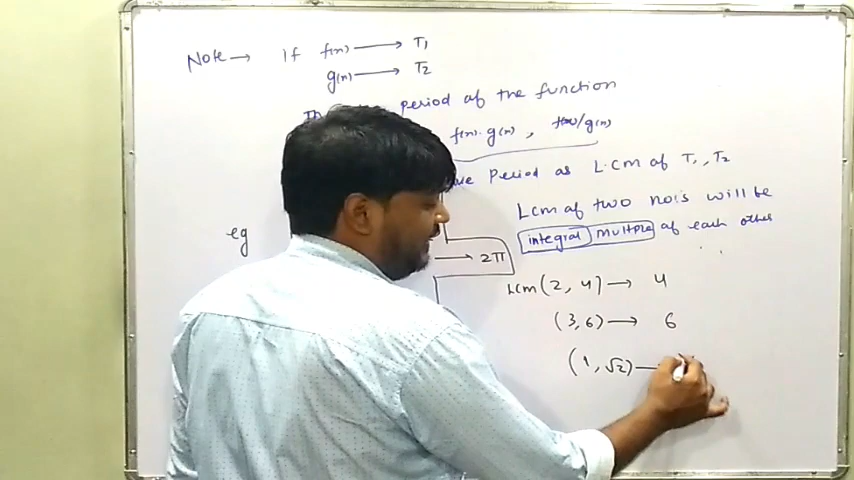 Note → If f(n) → T1
g(n) → T2
period of the function
f(n).g(n) , f(n)/g(n)
Period as L.C.M of T1, T2
Lcm of two no.s will be
integral multiple of each other
eg
→ 2π
Lcm (2, 4) → 4
(3, 6) → 6
(1, √2) —